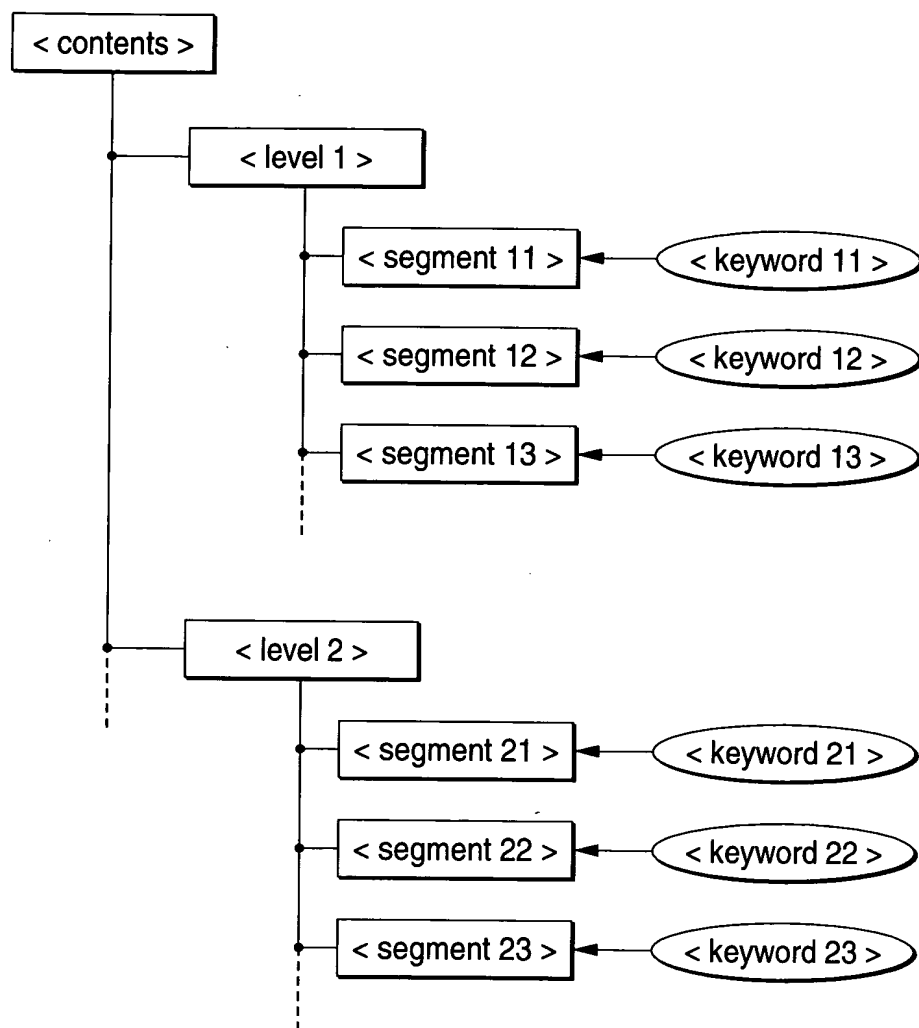 < contents >
< level 1 >
< segment 11 >
< keyword 11 >
< segment 12 >
< keyword 12 >
< segment 13 >
< keyword 13 >
< level 2 >
< segment 21 >
< keyword 21 >
< segment 22 >
< keyword 22 >
< segment 23 >
< keyword 23 >